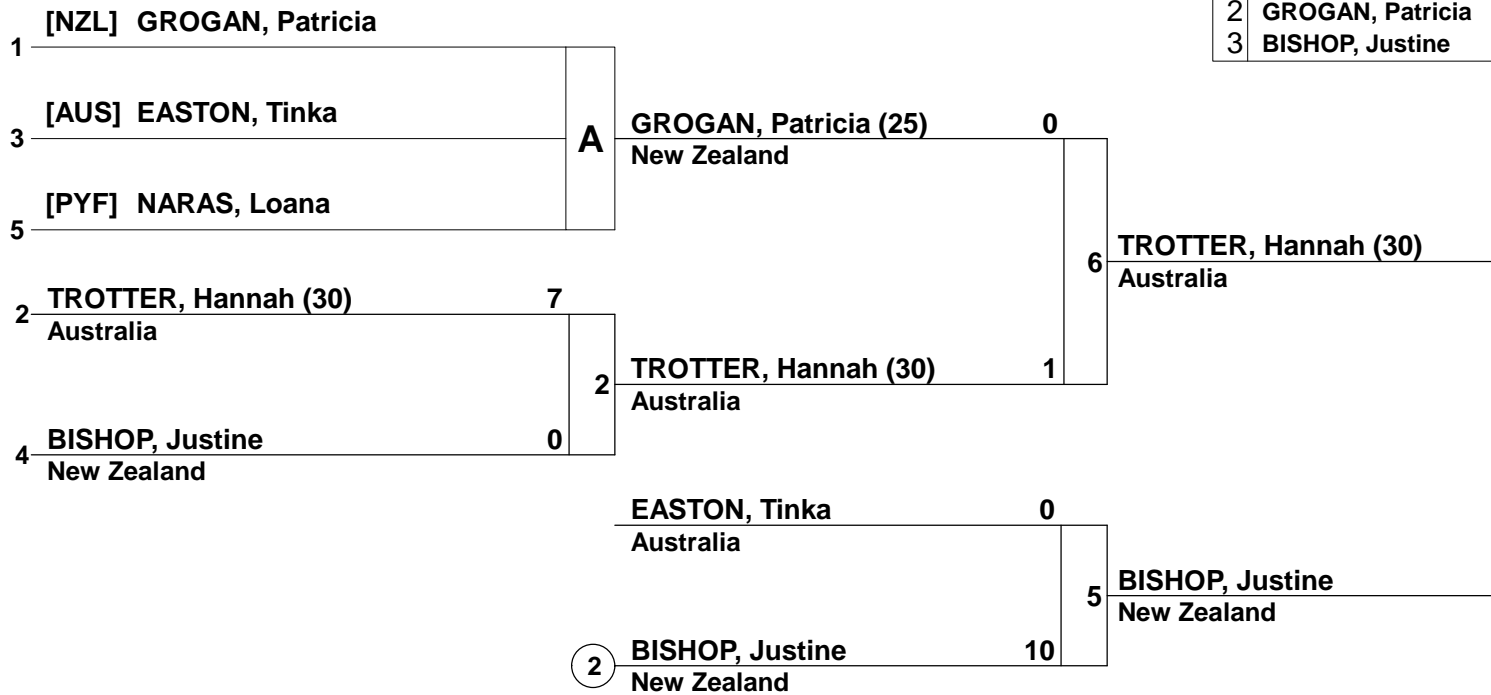 [NZL] GROGAN, Patricia
1
[AUS] EASTON, Tinka
3
[PYF] NARAS, Loana
5
A
2 GROGAN, Patricia
3 BISHOP, Justine
GROGAN, Patricia (25) 0
New Zealand
TROTTER, Hannah (30) 7
2
Australia
BISHOP, Justine 0
4
New Zealand
2
TROTTER, Hannah (30) 1
Australia
6
TROTTER, Hannah (30)
Australia
EASTON, Tinka 0
Australia
BISHOP, Justine 10
2
New Zealand
5
BISHOP, Justine
New Zealand